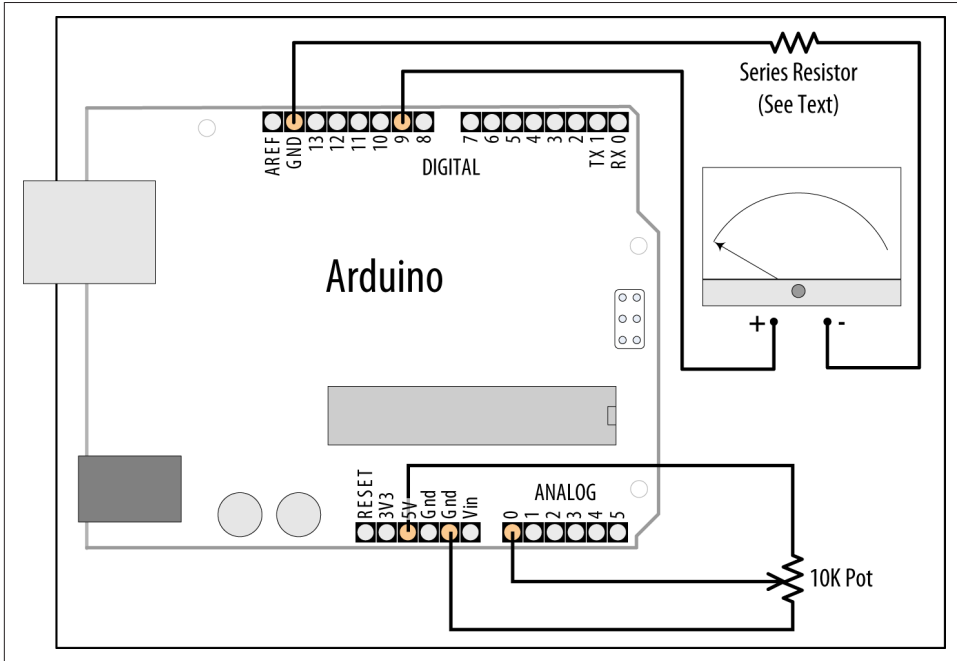 Series Resistor
(See Text)
AREF
GND
13
12
11
10
9
8
7
6
5
4
3
2
TX 1
RX 0
DIGITAL
Arduino
+
-
RESET
3V3
5V
Gnd
Gnd
Vin
ANALOG
0
1
2
3
4
5
10K Pot